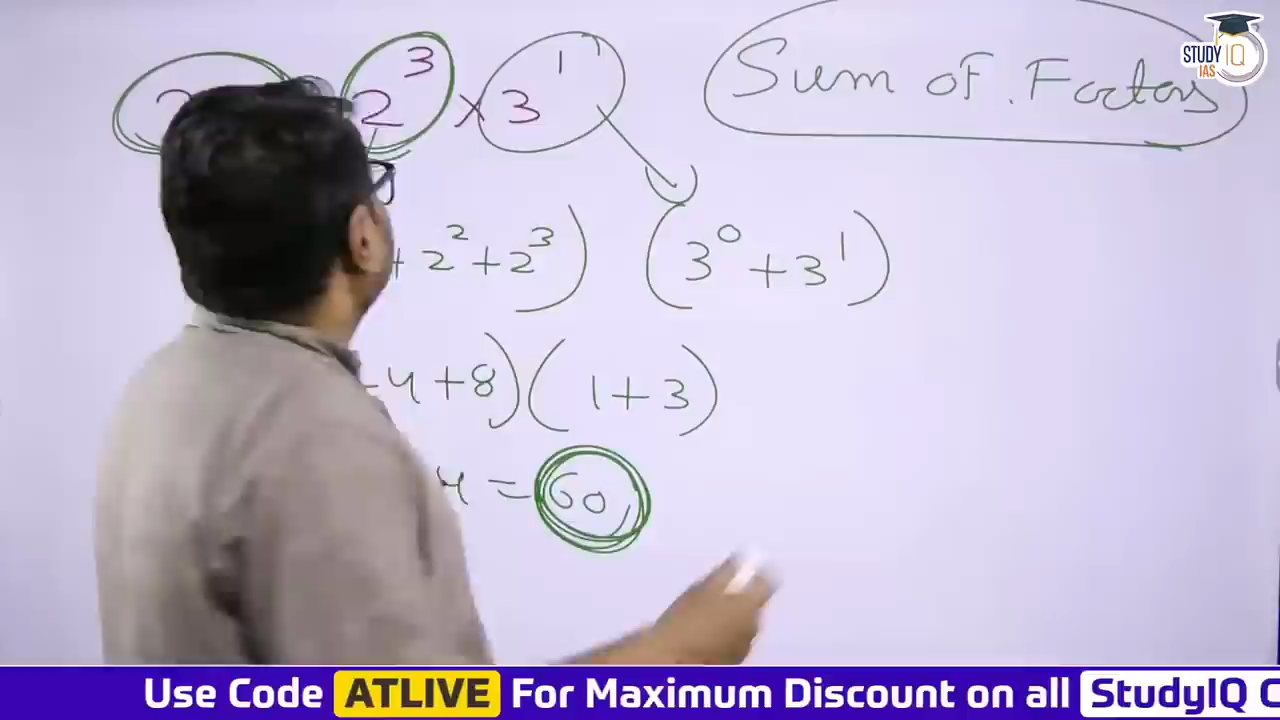 2³ × 3¹
Sum of. Factors
STUDY IQ
IAS
+ 2² + 2³) (3⁰ + 3¹)
4 + 8) (1 + 3)
4 = 60
Use Code ATLIVE For Maximum Discount on all StudyIQ C